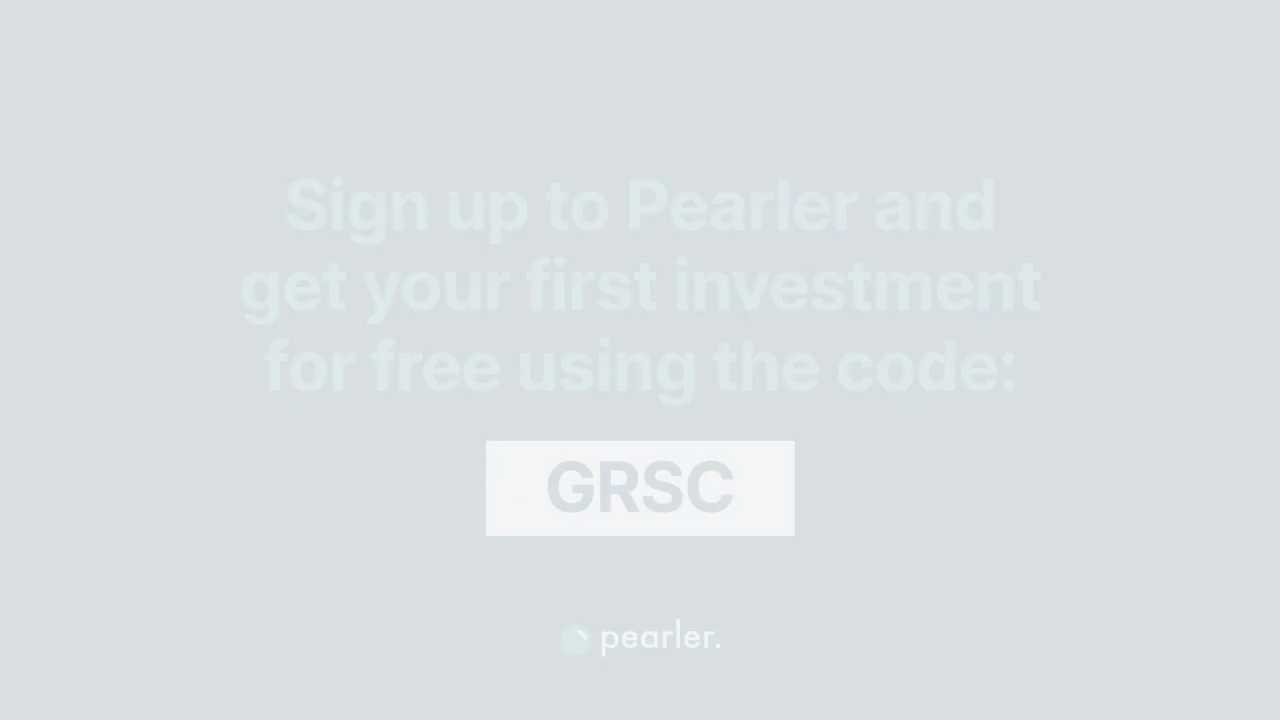 Sign up to Pearler and
get your first investment
for free using the code:
GRSC
pearler.